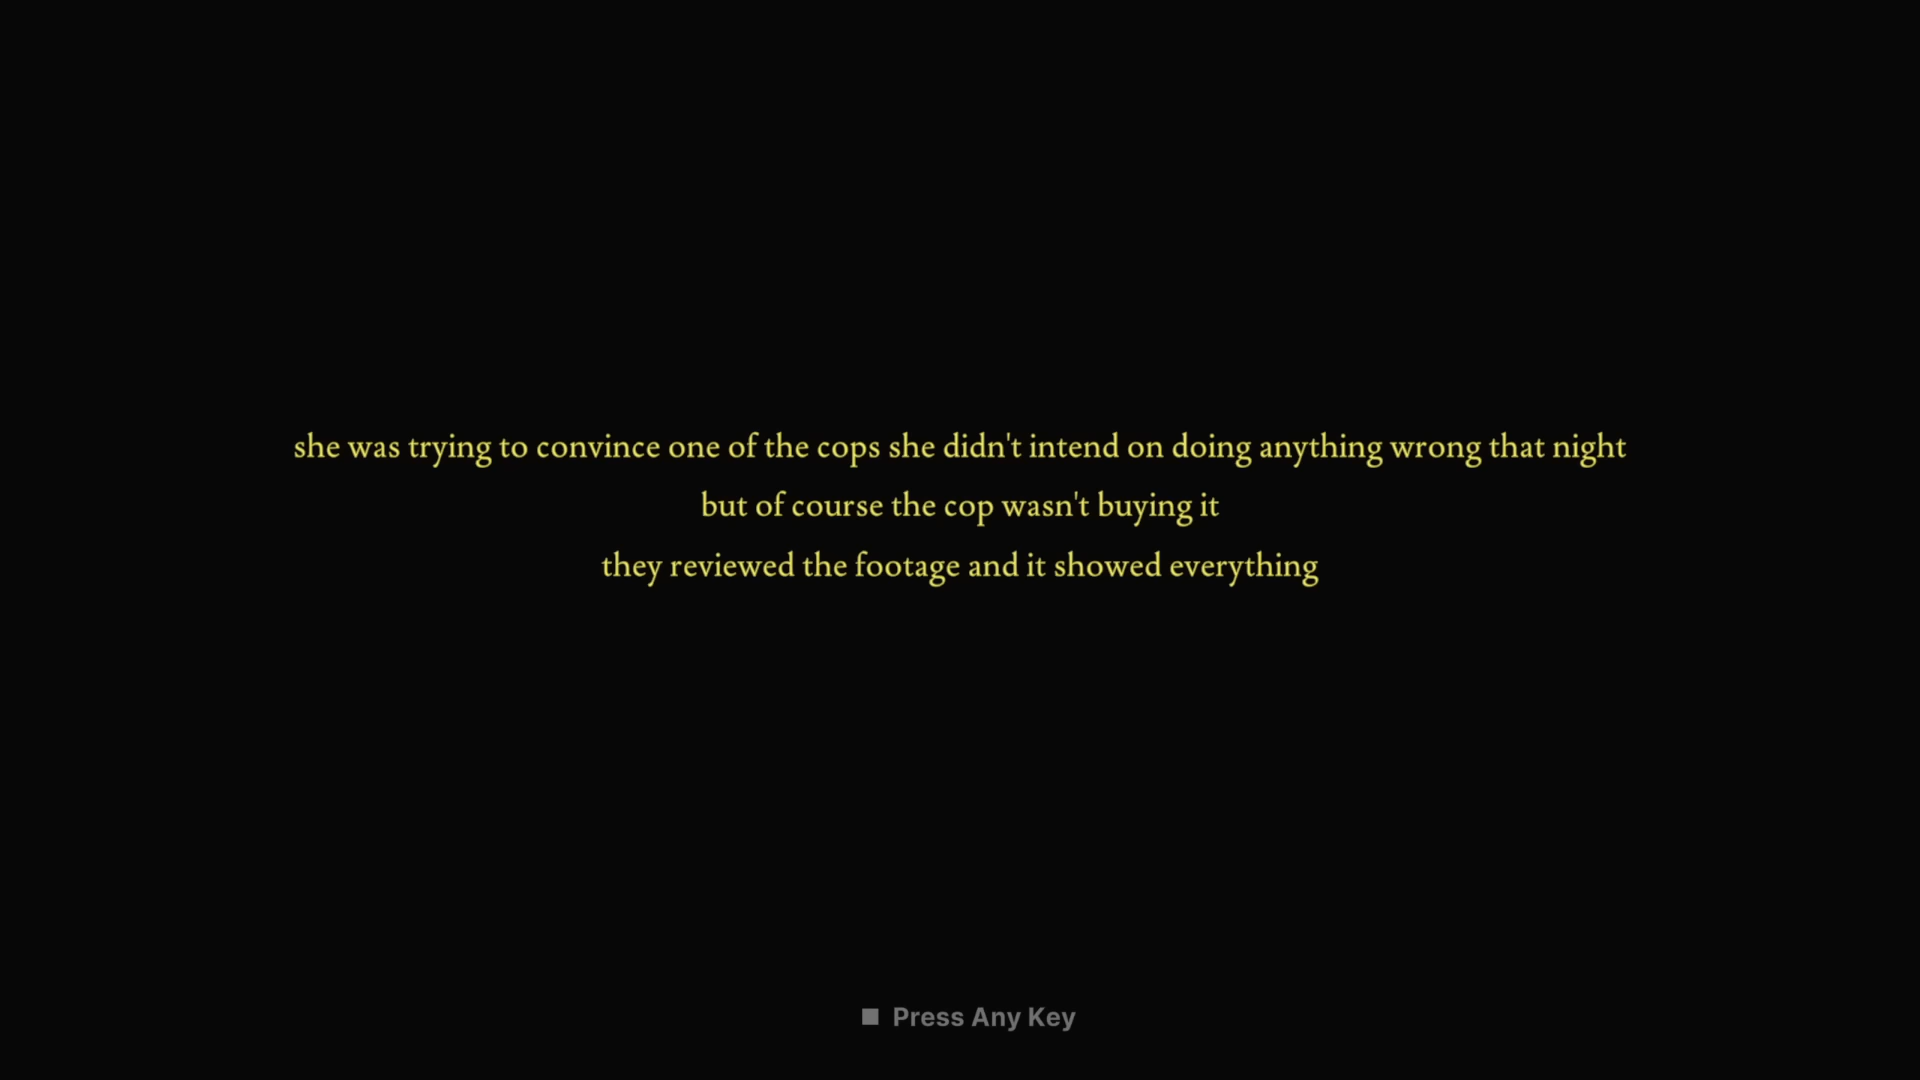 she was trying to convince one of the cops she didn't intend on doing anything wrong that night
but of course the cop wasn't buying it
they reviewed the footage and it showed everything
Press Any Key